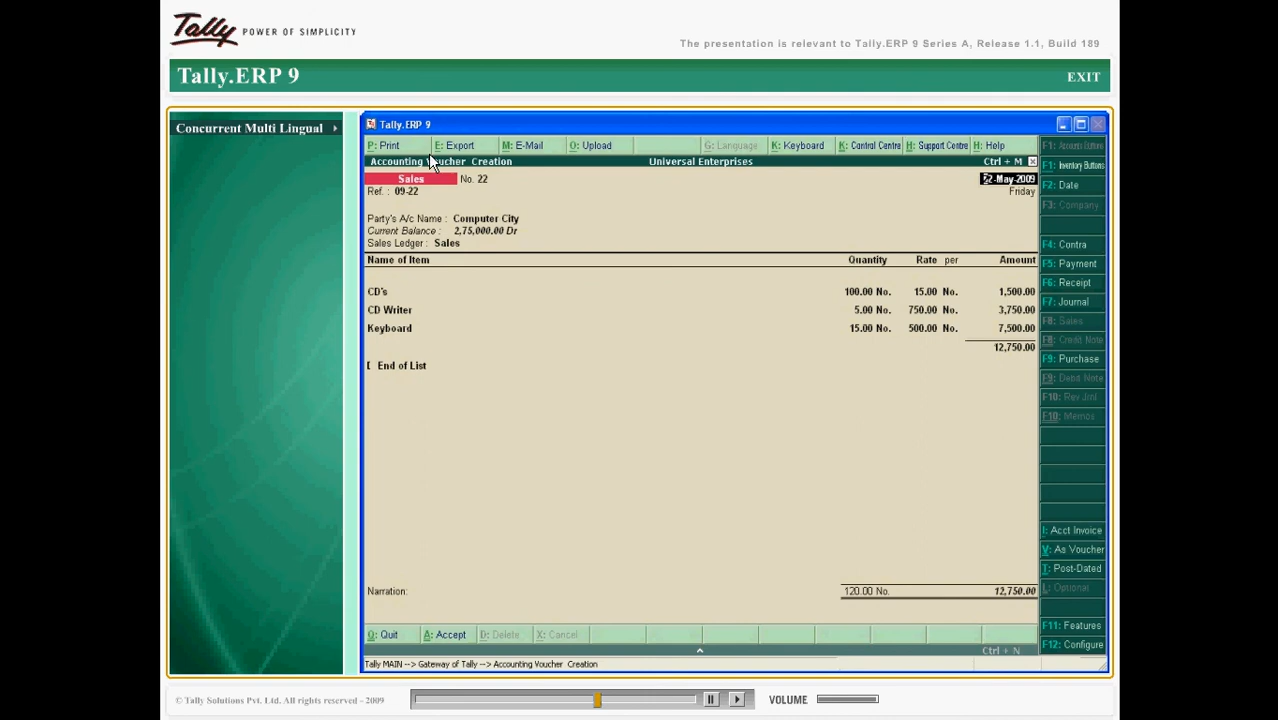 Tally POWER OF SIMPLICITY
The presentation is relevant to Tally.ERP 9 Series A, Release 1.1, Build 189
Tally.ERP 9 EXIT
Concurrent Multi Lingual
Tally.ERP 9
P: Print E: Export M: E-Mail O: Upload G: Language K: Keyboard K: Control Centre H: Support Centre H: Help
Accounting Voucher Creation Universal Enterprises Ctrl + M
Sales No. 22 22-May-2009
Ref. : 09-22 Friday
Party's A/c Name : Computer City
Current Balance : 2,75,000.00 Dr
Sales Ledger : Sales
Name of Item Quantity Rate per Amount
CD's 100.00 No. 15.00 No. 1,500.00
CD Writer 5.00 No. 750.00 No. 3,750.00
Keyboard 15.00 No. 500.00 No. 7,500.00
12,750.00
End of List
Narration: 120.00 No. 12,750.00
Q: Quit A: Accept D: Delete X: Cancel
Ctrl + N
Tally MAIN --> Gateway of Tally --> Accounting Voucher Creation
F1: Accounts Buttons
F1: Inventory Buttons
F2: Date
F3: Company
F4: Contra
F5: Payment
F6: Receipt
F7: Journal
F8: Sales
F8: Credit Note
F9: Purchase
F9: Debit Note
F10: Rev Jrnl
F10: Memos
I: Acct Invoice
V: As Voucher
T: Post-Dated
L: Optional
F11: Features
F12: Configure
© Tally Solutions Pvt. Ltd. All rights reserved - 2009 VOLUME